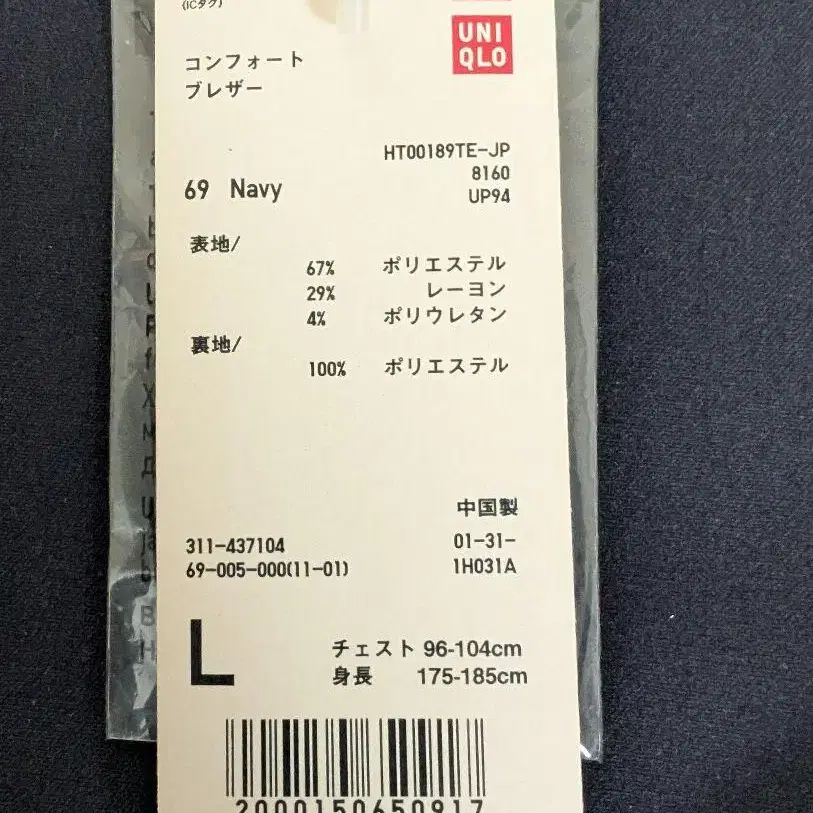 (ICタグ)
UNI
QLO
コンフォート
ブレザー
HT00189TE-JP
8160
69 Navy
UP94
表地/
67% ポリエステル
29% レーヨン
4% ポリウレタン
裏地/
100% ポリエステル
中国製
311-437104 01-31-
69-005-000(11-01) 1H031A
L
チェスト 96-104cm
身長 175-185cm
2000150650917